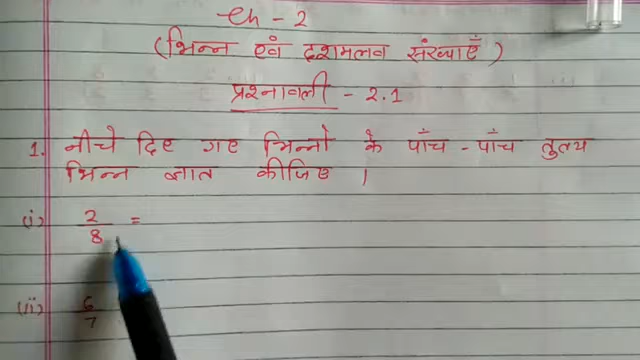 Ch - 2
(भिन्न एवं दशमलव संख्याएँ)
प्रश्नावली - 2.1
1. नीचे दिए गए भिन्नों के पाँच - पाँच तुल्य
भिन्न ज्ञात कीजिए ।
(i) 2/8 =
(ii) 6/7